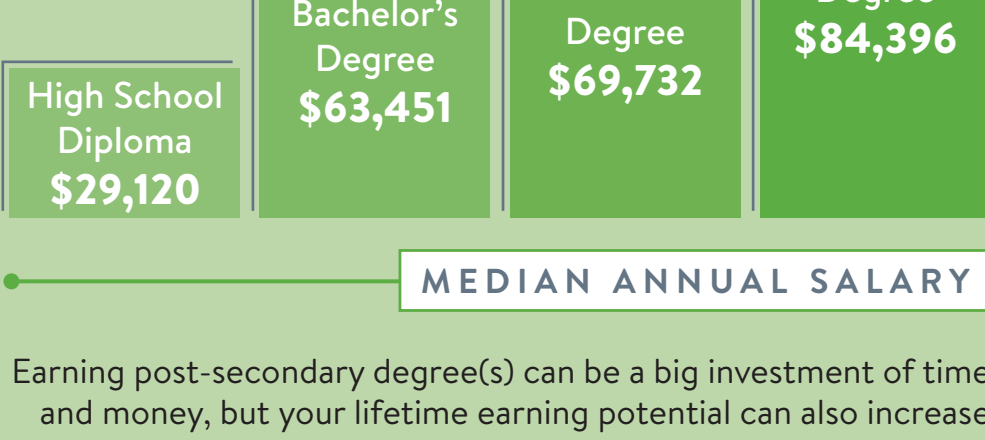 High School
Diploma
$29,120
Bachelor's
Degree
$63,451
Degree
$69,732
Degree
$84,396
MEDIAN ANNUAL SALARY
Earning post-secondary degree(s) can be a big investment of time
and money, but your lifetime earning potential can also increase